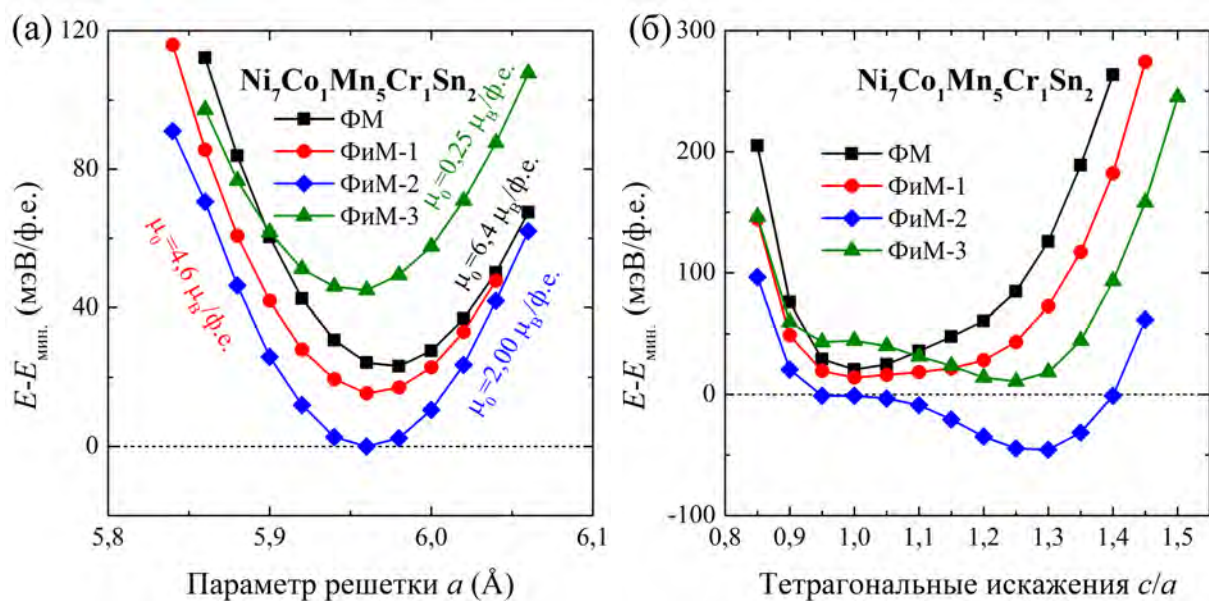 (а)
120
80
40
0
E-Eмин. (мэВ/ф.е.)
Ni₇Co₁Mn₅Cr₁Sn₂
ФМ
ФиМ-1
ФиМ-2
ФиМ-3
μ₀=0,25 μB/ф.е.
μ₀=6,4 μB/ф.е.
μ₀=4,6 μB/ф.е.
μ₀=2,00 μB/ф.е.
5,8 5,9 6,0 6,1
Параметр решетки a (Å)
(б)
300
200
100
0
-100
E-Eмин. (мэВ/ф.е.)
Ni₇Co₁Mn₅Cr₁Sn₂
ФМ
ФиМ-1
ФиМ-2
ФиМ-3
0,8 0,9 1,0 1,1 1,2 1,3 1,4 1,5
Тетрагональные искажения c/a